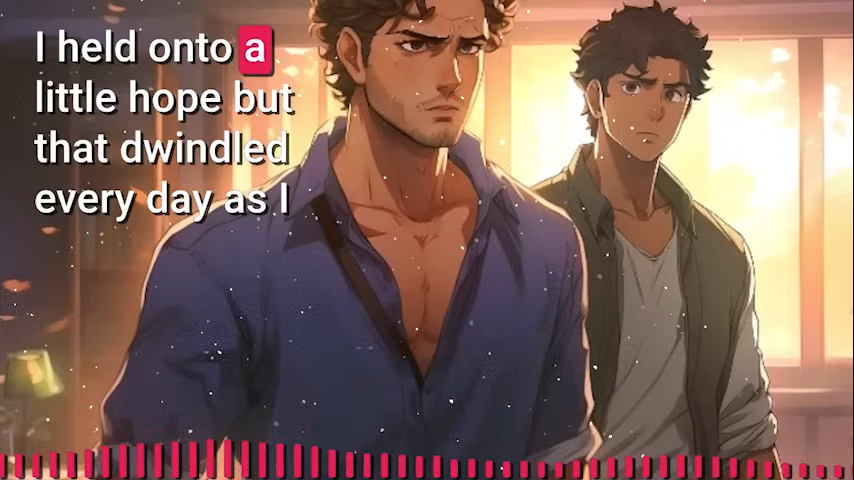 I held onto a
little hope but
that dwindled
every day as I